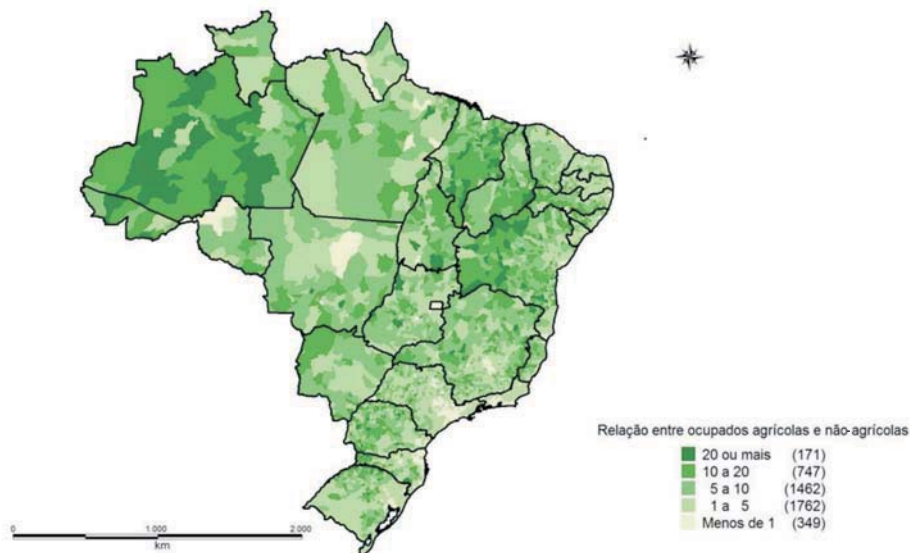 Relação entre ocupados agrícolas e não-agrícolas
20 ou mais (171)
10 a 20 (747)
5 a 10 (1462)
1 a 5 (1762)
Menos de 1 (349)
0 1 000 2 000
km